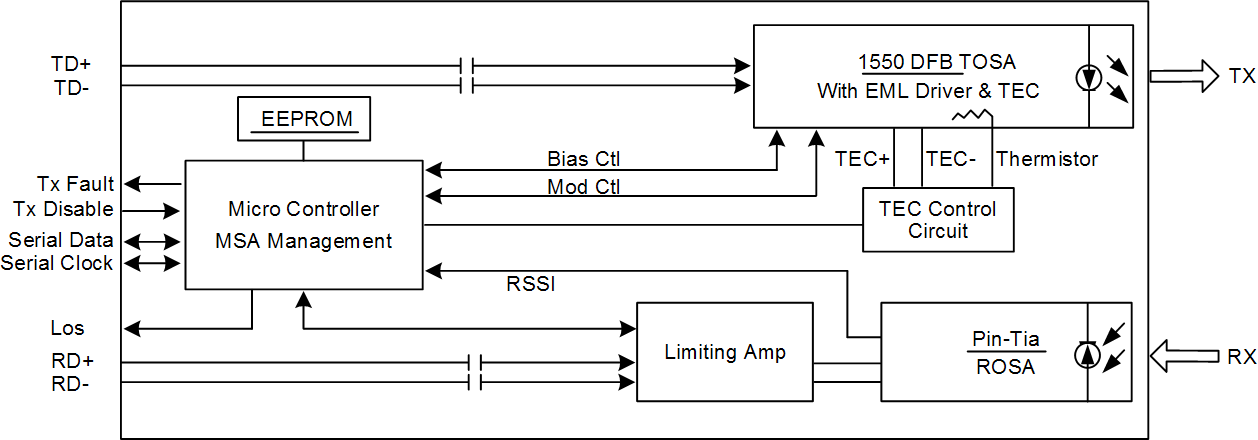 TD+
TD-
1550 DFB TOSA
With EML Driver & TEC
TX
EEPROM
Bias Ctl
Mod Ctl
TEC+
TEC-
Thermistor
Tx Fault
Tx Disable
Serial Data
Serial Clock
Micro Controller
MSA Management
TEC Control
Circuit
RSSI
Los
RD+
RD-
Limiting Amp
Pin-Tia
ROSA
RX